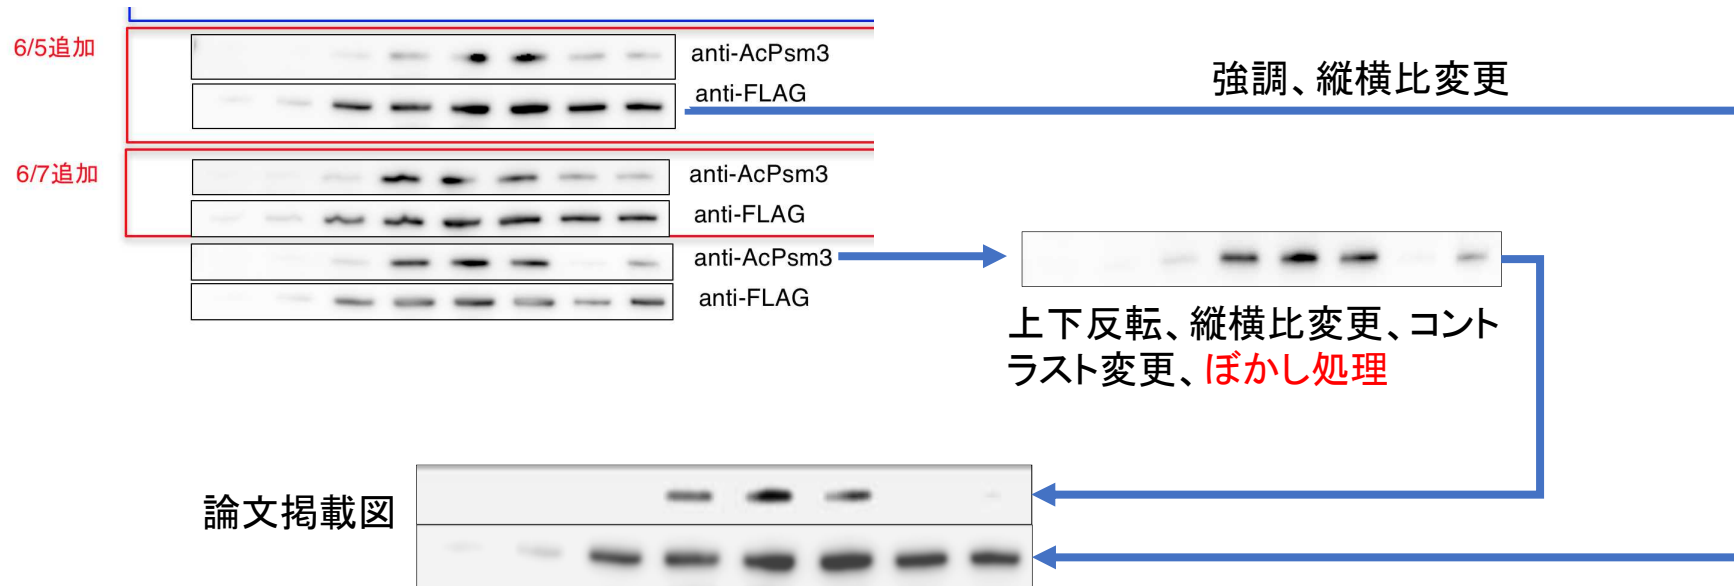 6/5追加
anti-AcPsm3
anti-FLAG
強調、縦横比変更
6/7追加
anti-AcPsm3
anti-FLAG
anti-AcPsm3
anti-FLAG
上下反転、縦横比変更、コント
ラスト変更、ぼかし処理
論文掲載図